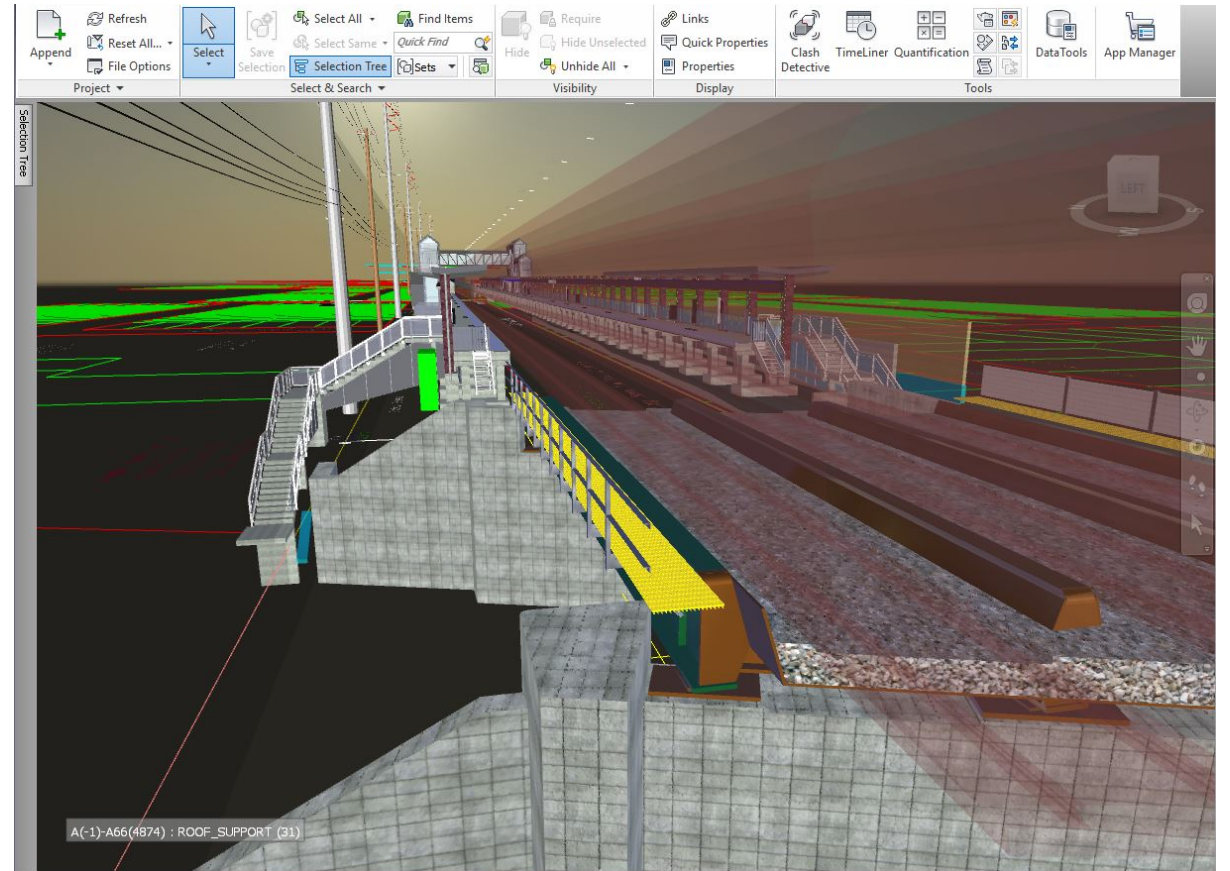 Append
Refresh
Reset All...
File Options
Project
Select
Save Selection
Select All
Select Same
Selection Tree
Find Items
Quick Find
Sets
Select & Search
Hide
Require
Hide Unselected
Unhide All
Visibility
Links
Quick Properties
Properties
Display
Clash Detective
TimeLiner
Quantification
DataTools
App Manager
Tools
Selection Tree
LEFT
A(-1)-A66(4874) : ROOF_SUPPORT (31)